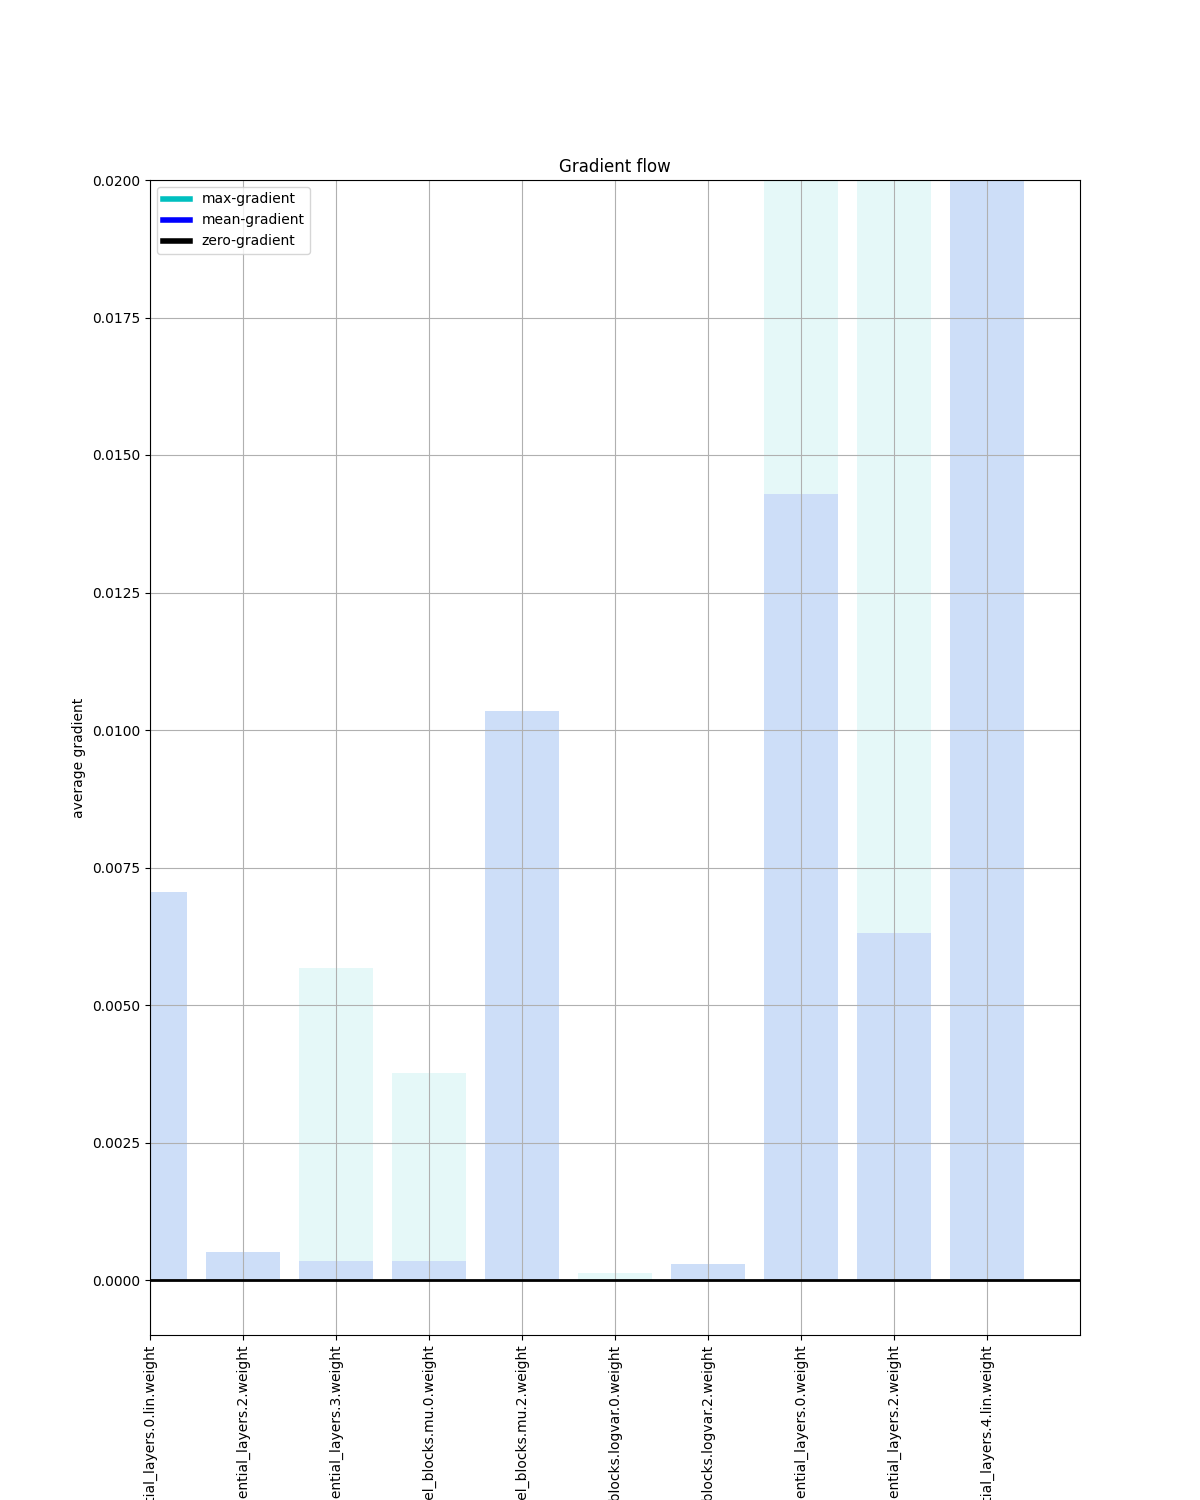 Gradient flow
max-gradient
mean-gradient
zero-gradient
0.0200
0.0175
0.0150
0.0125
0.0100
0.0075
0.0050
0.0025
0.0000
average gradient
tial_layers.0.lin.weight
ential_layers.2.weight
ential_layers.3.weight
el_blocks.mu.0.weight
el_blocks.mu.2.weight
blocks.logvar.0.weight
blocks.logvar.2.weight
ential_layers.0.weight
ential_layers.2.weight
tial_layers.4.lin.weight